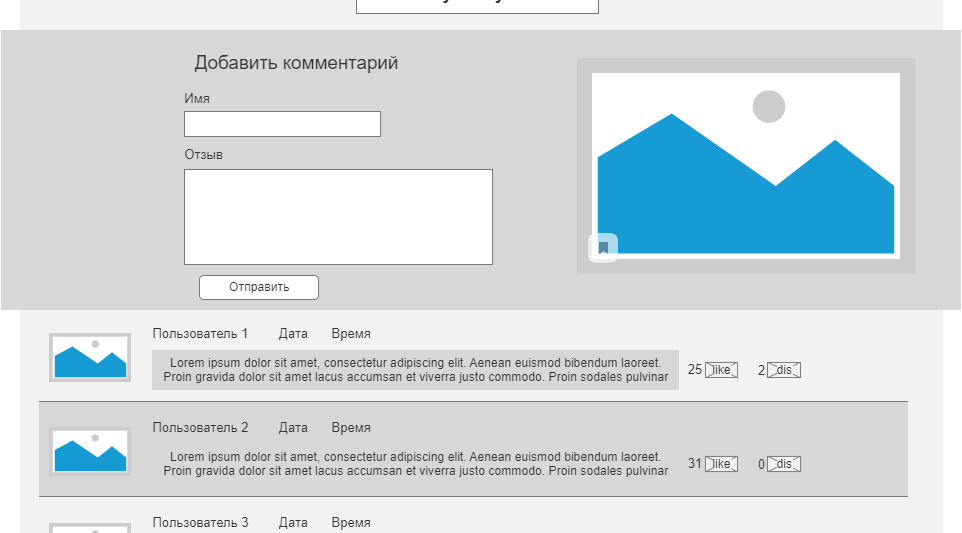 Добавить комментарий
Имя
Отзыв
Отправить
Пользователь 1 Дата Время
Lorem ipsum dolor sit amet, consectetur adipiscing elit. Aenean euismod bibendum laoreet.
Proin gravida dolor sit amet lacus accumsan et viverra justo commodo. Proin sodales pulvinar
25 like 2 dis
Пользователь 2 Дата Время
Lorem ipsum dolor sit amet, consectetur adipiscing elit. Aenean euismod bibendum laoreet.
Proin gravida dolor sit amet lacus accumsan et viverra justo commodo. Proin sodales pulvinar
31 like 0 dis
Пользователь 3 Дата Время